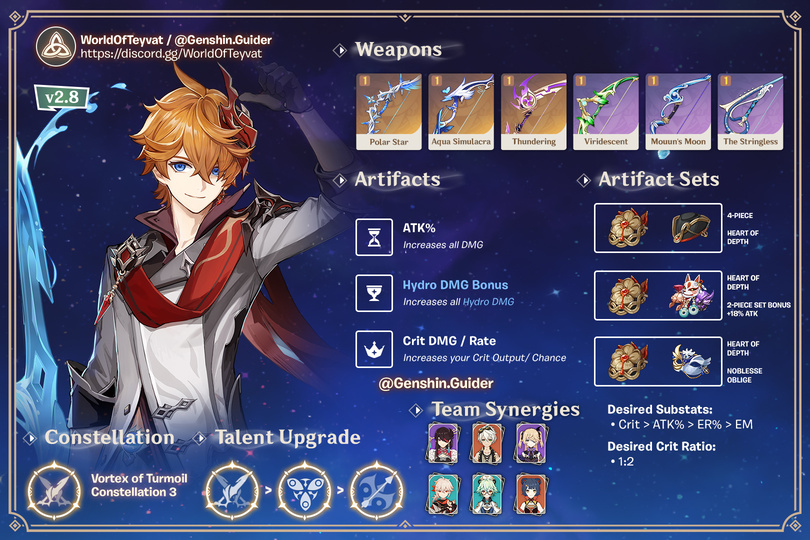 WorldOfTeyvat / @Genshin.Guider
https://discord.gg/WorldOfTeyvat
v2.8
Weapons
1
1
1
1
1
1
Polar Star
Aqua Simulacra
Thundering
Viridescent
Mouun's Moon
The Stringless
Artifacts
ATK%
Increases all DMG
Hydro DMG Bonus
Increases all Hydro DMG
Crit DMG / Rate
Increases your Crit Output/ Chance
@Genshin.Guider
Artifact Sets
4-PIECE
HEART OF
DEPTH
HEART OF
DEPTH
2-PIECE SET BONUS
+18% ATK
HEART OF
DEPTH
NOBLESSE
OBLIGE
Desired Substats:
• Crit > ATK% > ER% > EM
Desired Crit Ratio:
• 1:2
Team Synergies
Constellation
Vortex of Turmoil
Constellation 3
Talent Upgrade
> >